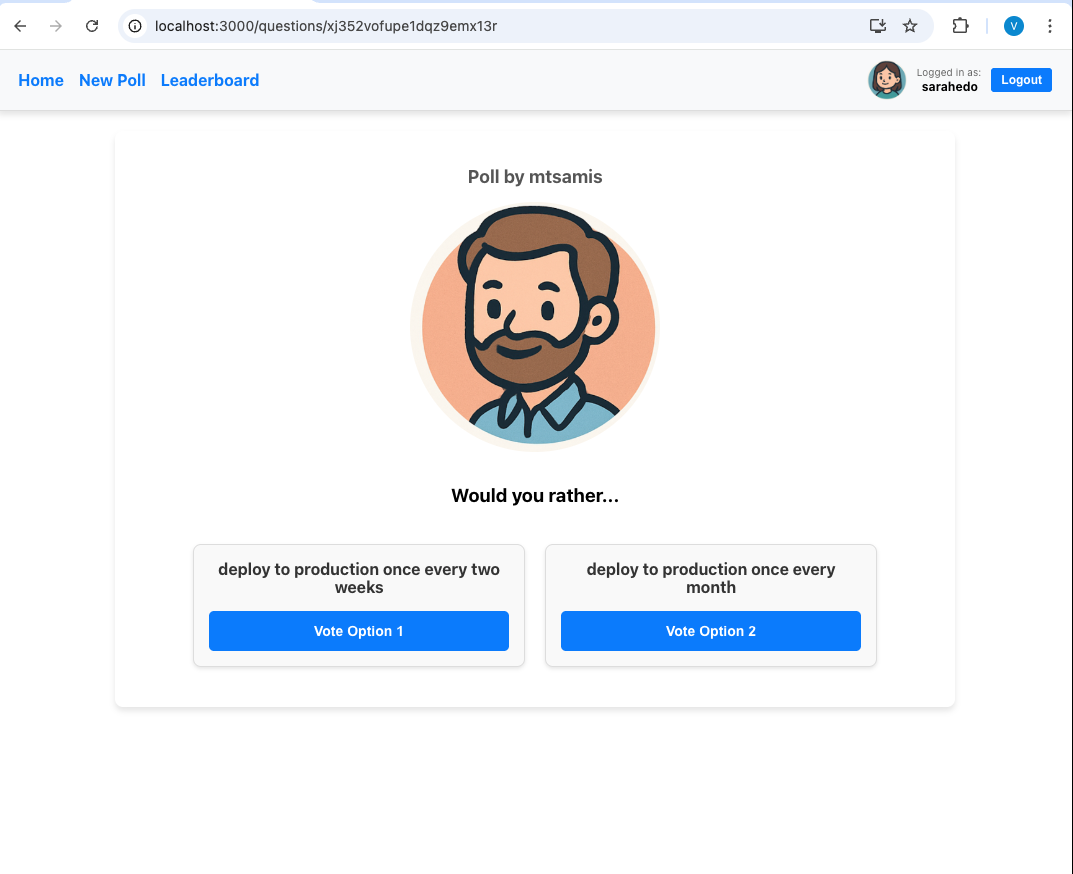 localhost:3000/questions/xj352vofupe1dqz9emx13r
V
Home New Poll Leaderboard
Logged in as:
sarahedo
Logout
Poll by mtsamis
Would you rather...
deploy to production once every two
weeks
Vote Option 1
deploy to production once every
month
Vote Option 2